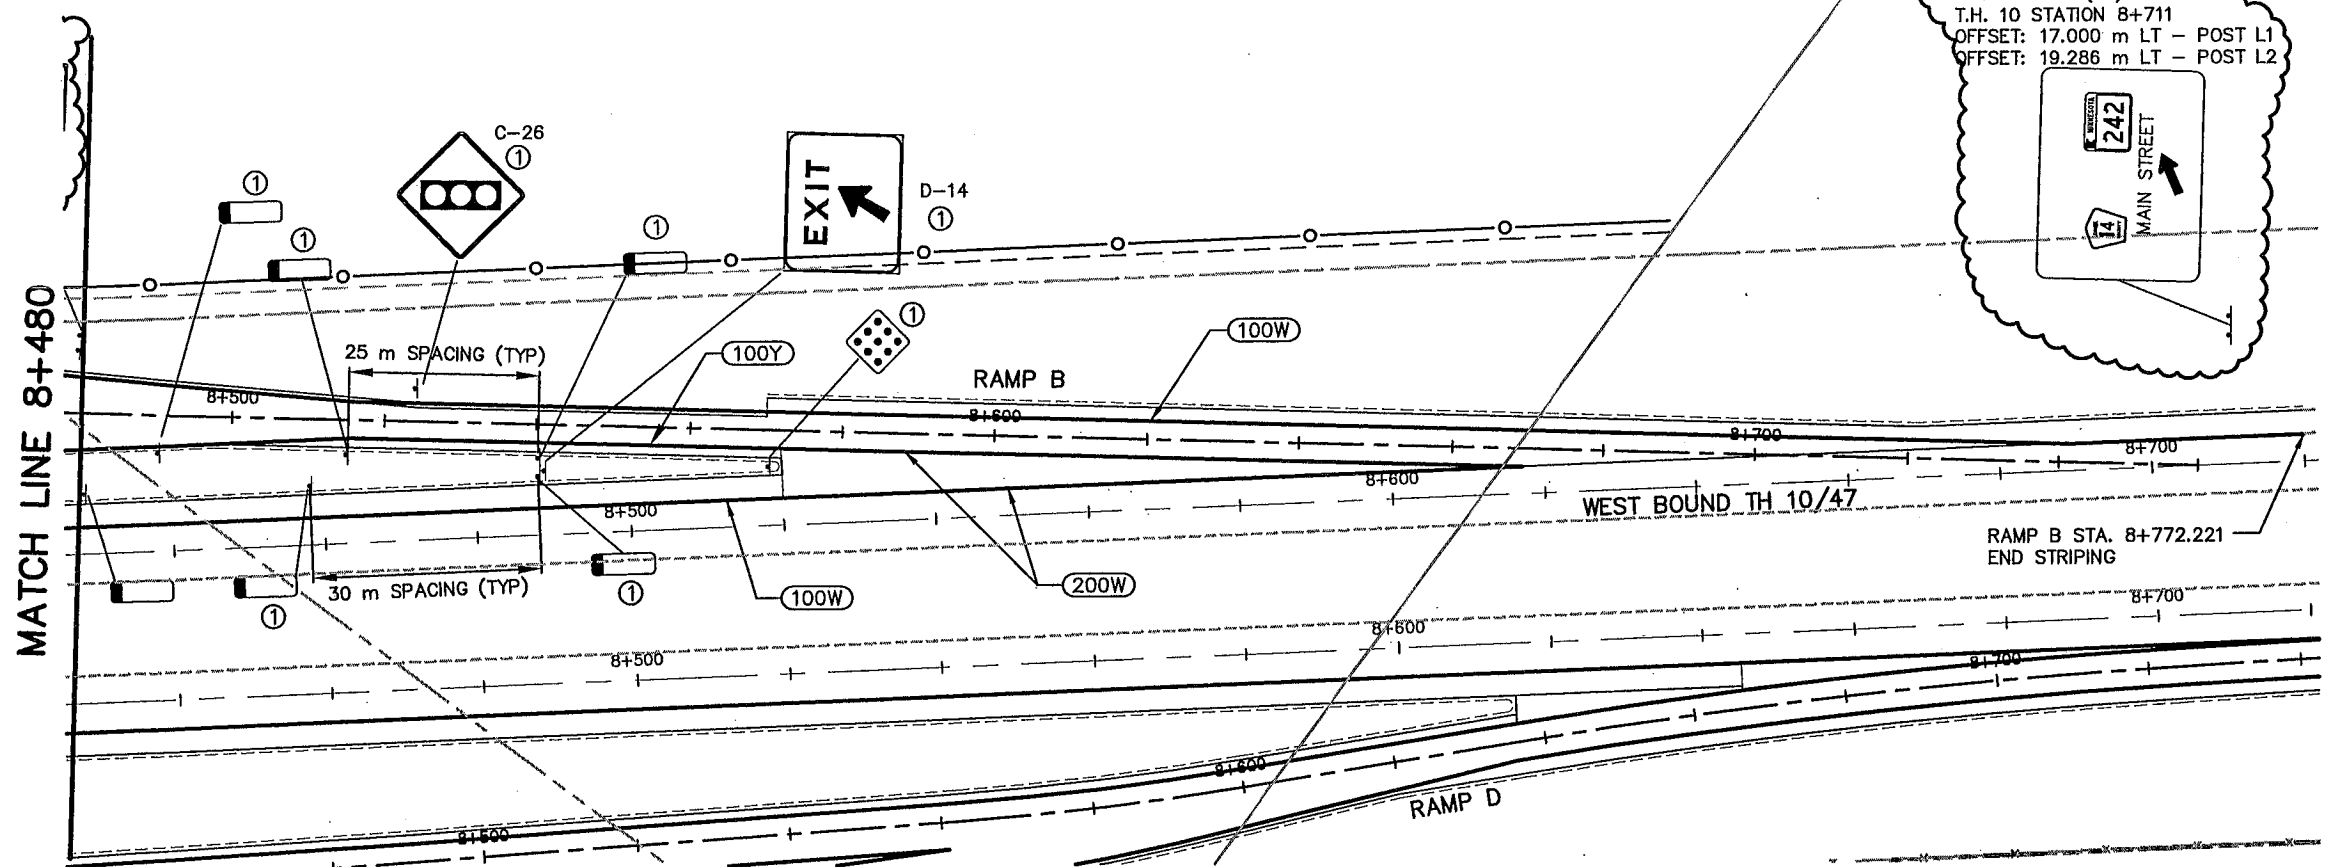 T.H. 10 STATION 8+711
OFFSET: 17.000 m LT - POST L1
OFFSET: 19.286 m LT - POST L2
MINNESOTA
242
MAIN STREET
14
C-26
1
1
1
1
EXIT
D-14
1
1
MATCH LINE 8+480
25 m SPACING (TYP)
100Y
100W
RAMP B
8+500
8+600
8+700
8+700
8+600
8+500
WEST BOUND TH 10/47
RAMP B STA. 8+772.221
END STRIPING
30 m SPACING (TYP)
1
1
100W
200W
8+700
8+600
8+500
8+700
8+600
8+500
RAMP D